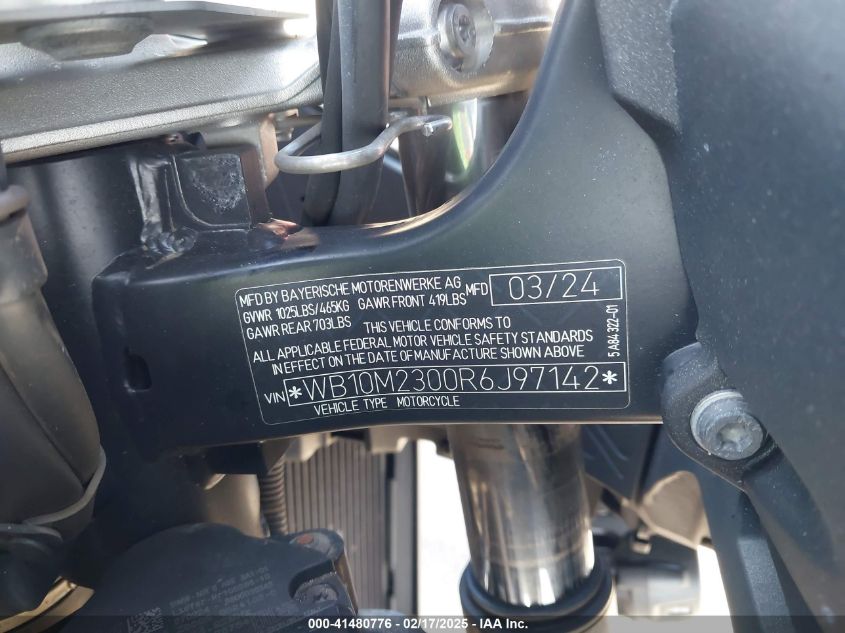 MFD BY BAYERISCHE MOTORENWERKE AG MFD 03/24
GVWR 1025LBS/465KG GAWR FRONT 419LBS
GAWR REAR 703LBS THIS VEHICLE CONFORMS TO
ALL APPLICABLE FEDERAL MOTOR VEHICLE SAFETY STANDARDS
IN EFFECT ON THE DATE OF MANUFACTURE SHOWN ABOVE
VIN *WB10M2300R6J97142*
VEHICLE TYPE MOTORCYCLE
5 A84 322-01
000-41480776 - 02/17/2025 - IAA, Inc.